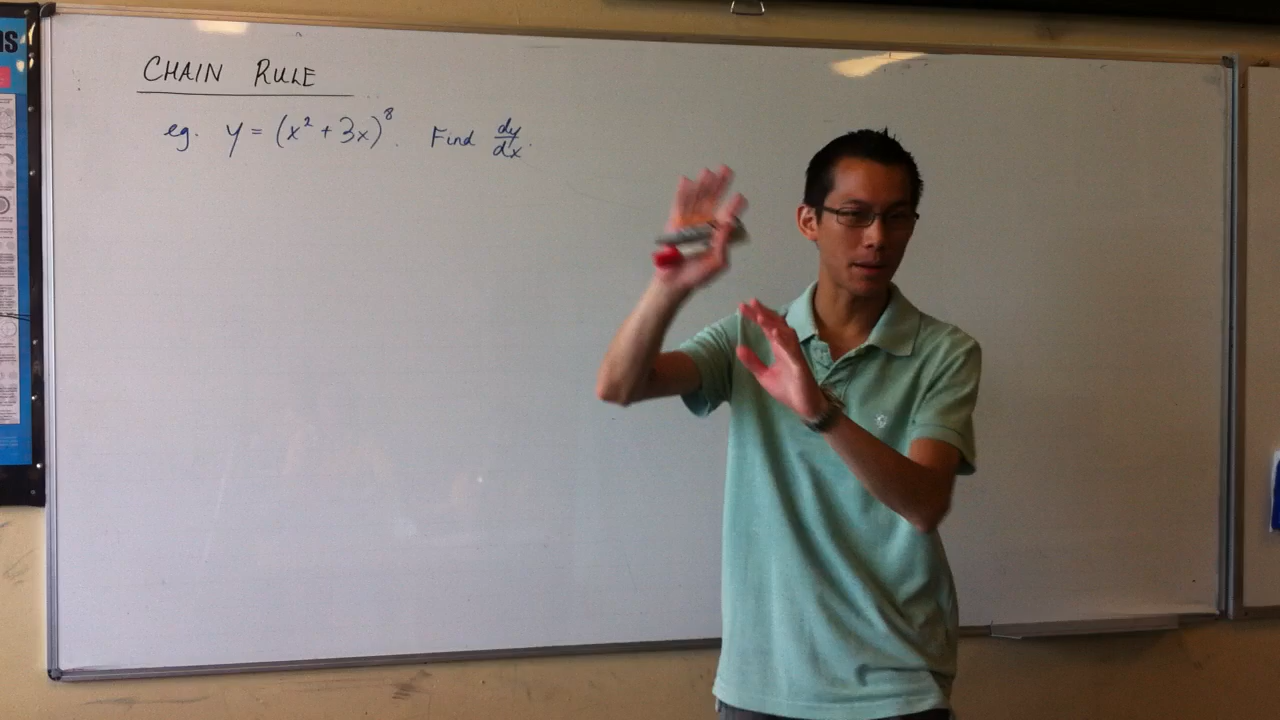 CHAIN RULE
eg. y = (x² + 3x)⁸. Find dy/dx.